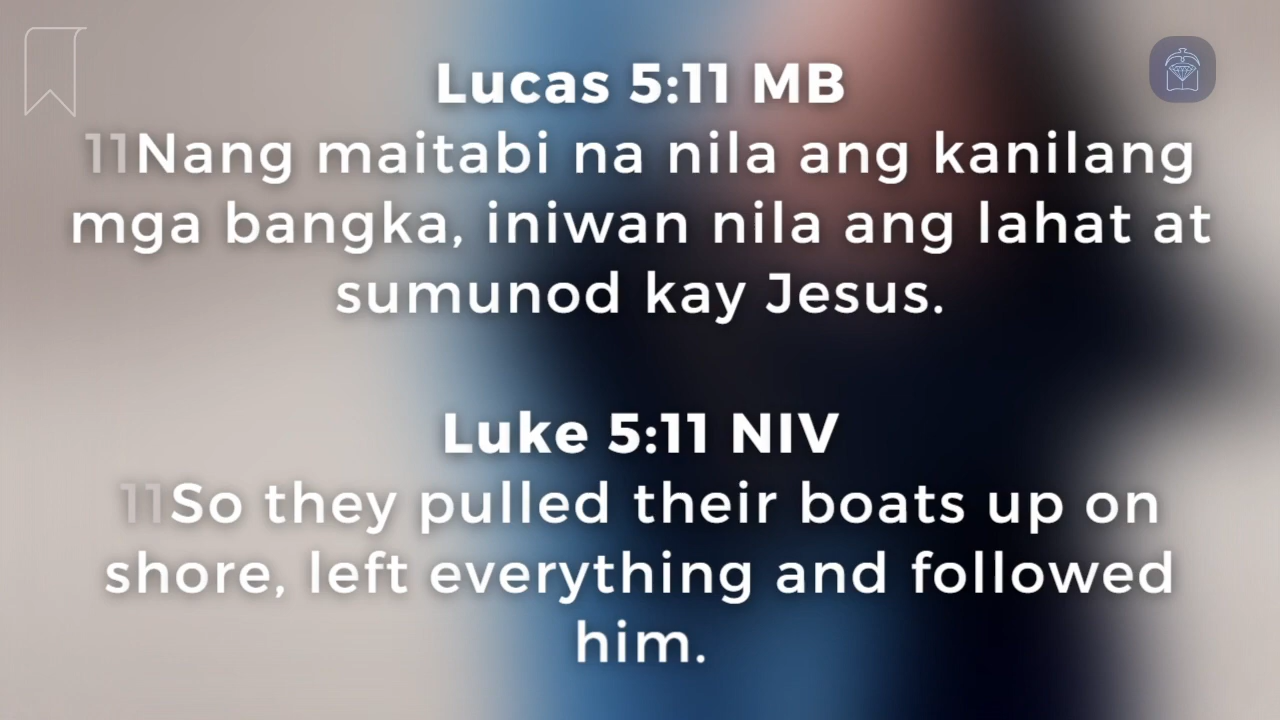 Lucas 5:11 MB
11Nang maitabi na nila ang kanilang
mga bangka, iniwan nila ang lahat at
sumunod kay Jesus.
Luke 5:11 NIV
11So they pulled their boats up on
shore, left everything and followed
him.